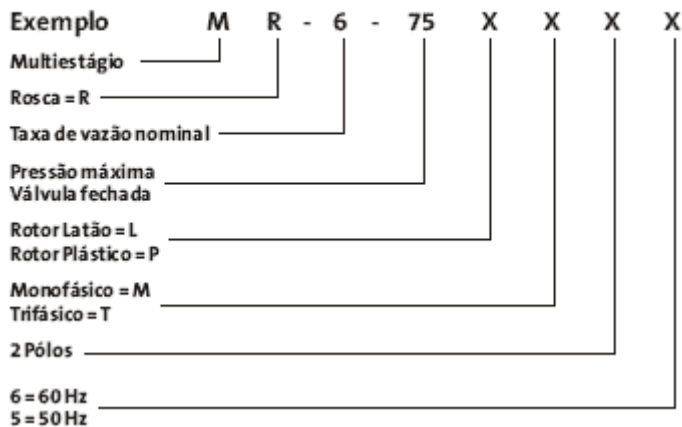 Exemplo M R - 6 - 75 X X X X
Multiestágio
Rosca = R
Taxa de vazão nominal
Pressão máxima
Válvula fechada
Rotor Latão = L
Rotor Plástico = P
Monofásico = M
Trifásico = T
2 Pólos
6 = 60 Hz
5 = 50 Hz